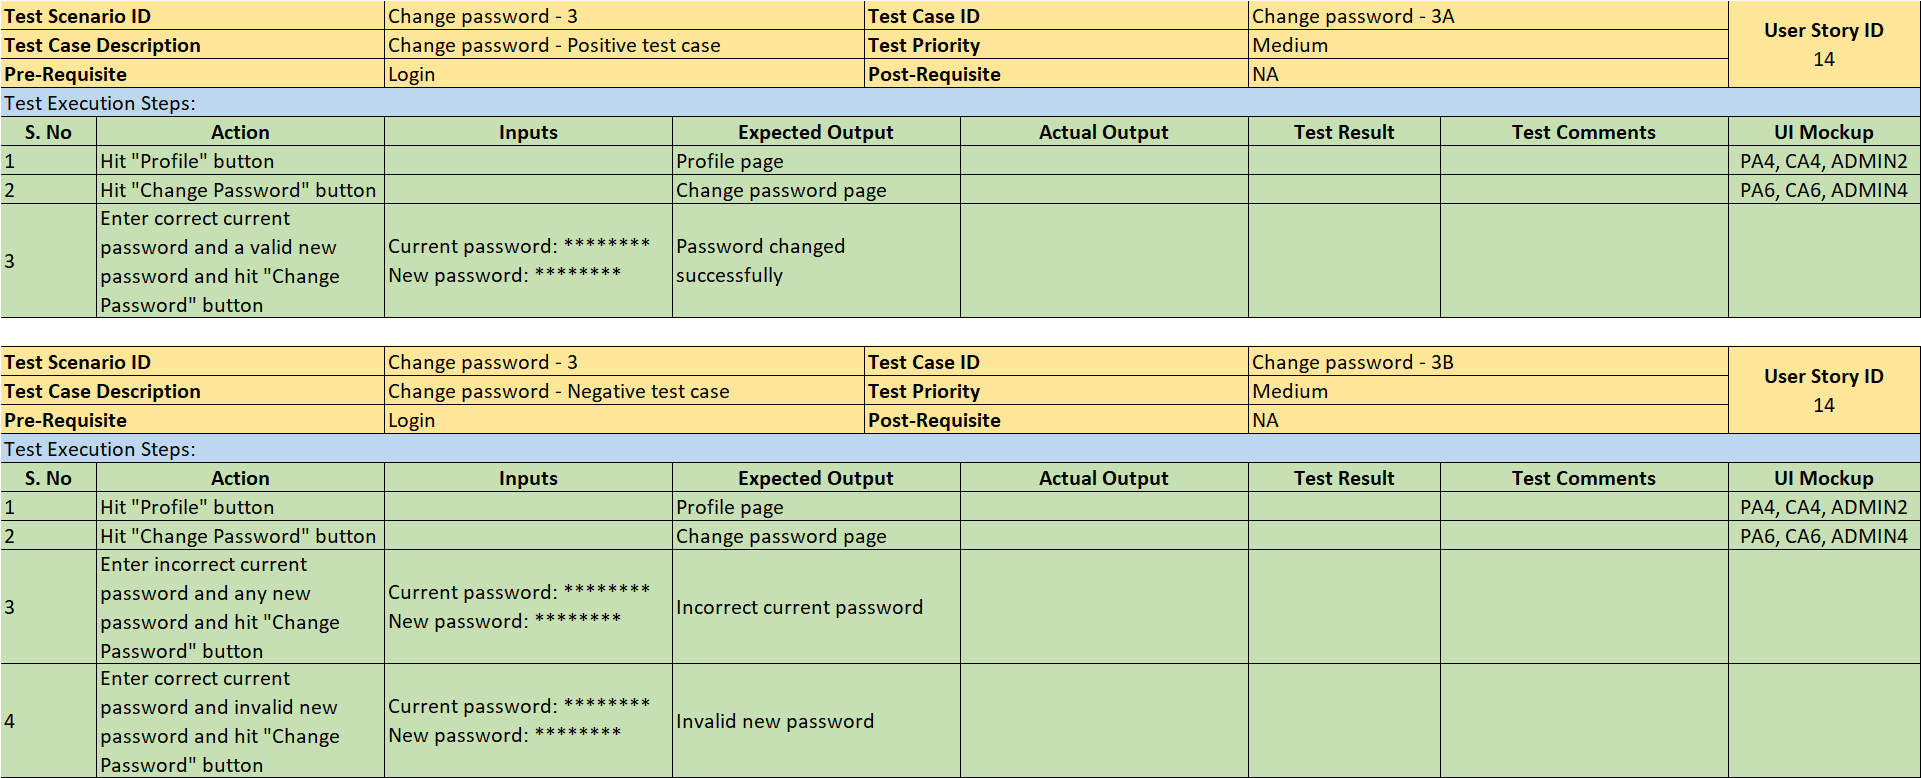 Test Scenario ID Change password - 3 Test Case ID Change password - 3A User Story ID
14
Test Case Description Change password - Positive test case Test Priority Medium
Pre-Requisite Login Post-Requisite NA
Test Execution Steps:
S. No Action Inputs Expected Output Actual Output Test Result Test Comments UI Mockup
1 Hit "Profile" button Profile page PA4, CA4, ADMIN2
2 Hit "Change Password" button Change password page PA6, CA6, ADMIN4
3
Enter correct current
password and a valid new
password and hit "Change
Password" button
Current password: ********
New password: ********
Password changed
successfully
Test Scenario ID Change password - 3 Test Case ID Change password - 3B User Story ID
14
Test Case Description Change password - Negative test case Test Priority Medium
Pre-Requisite Login Post-Requisite NA
Test Execution Steps:
S. No Action Inputs Expected Output Actual Output Test Result Test Comments UI Mockup
1 Hit "Profile" button Profile page PA4, CA4, ADMIN2
2 Hit "Change Password" button Change password page PA6, CA6, ADMIN4
3
Enter incorrect current
password and any new
password and hit "Change
Password" button
Current password: ********
New password: ********
Incorrect current password
4
Enter correct current
password and invalid new
password and hit "Change
Password" button
Current password: ********
New password: ********
Invalid new password